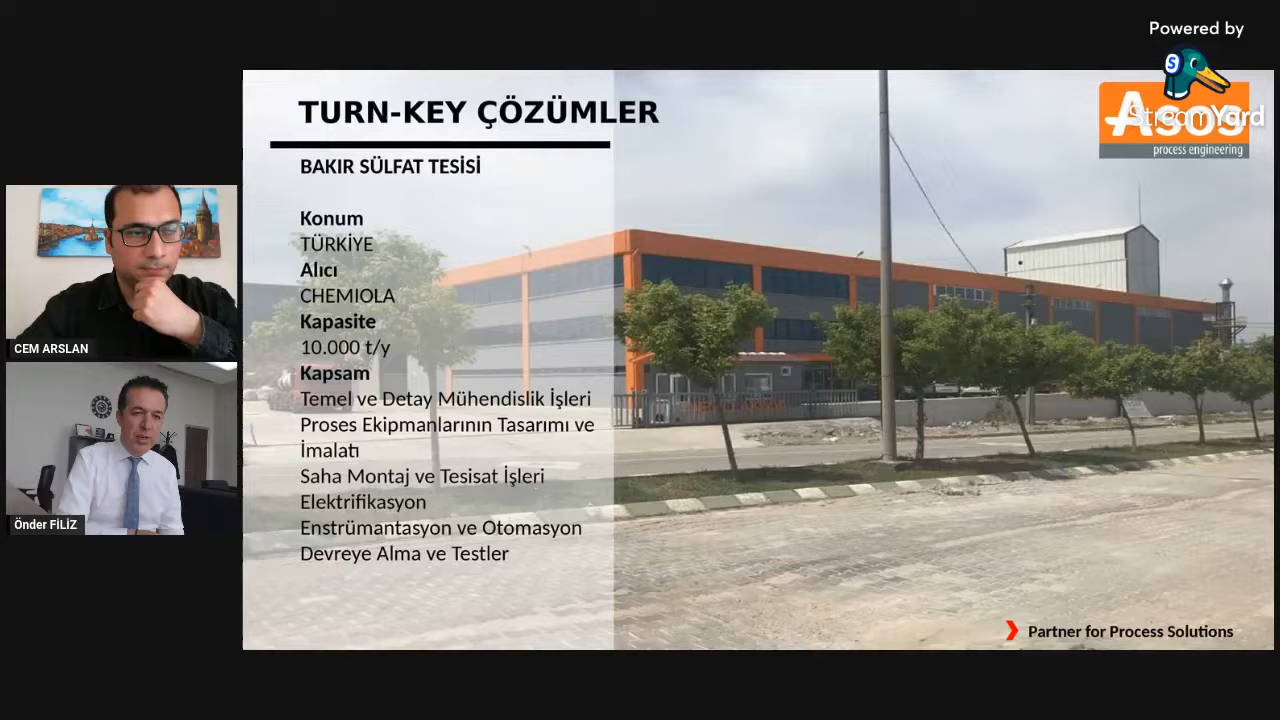 Powered by
StreamYard
TURN-KEY ÇÖZÜMLER
Asos
process engineering
BAKIR SÜLFAT TESİSİ
Konum
TÜRKİYE
Alıcı
CHEMIOLA
Kapasite
10.000 t/y
Kapsam
Temel ve Detay Mühendislik İşleri
Proses Ekipmanlarının Tasarımı ve
İmalatı
Saha Montaj ve Tesisat İşleri
Elektrifikasyon
Enstrümantasyon ve Otomasyon
Devreye Alma ve Testler
Partner for Process Solutions
CEM ARSLAN
Önder FİLİZ